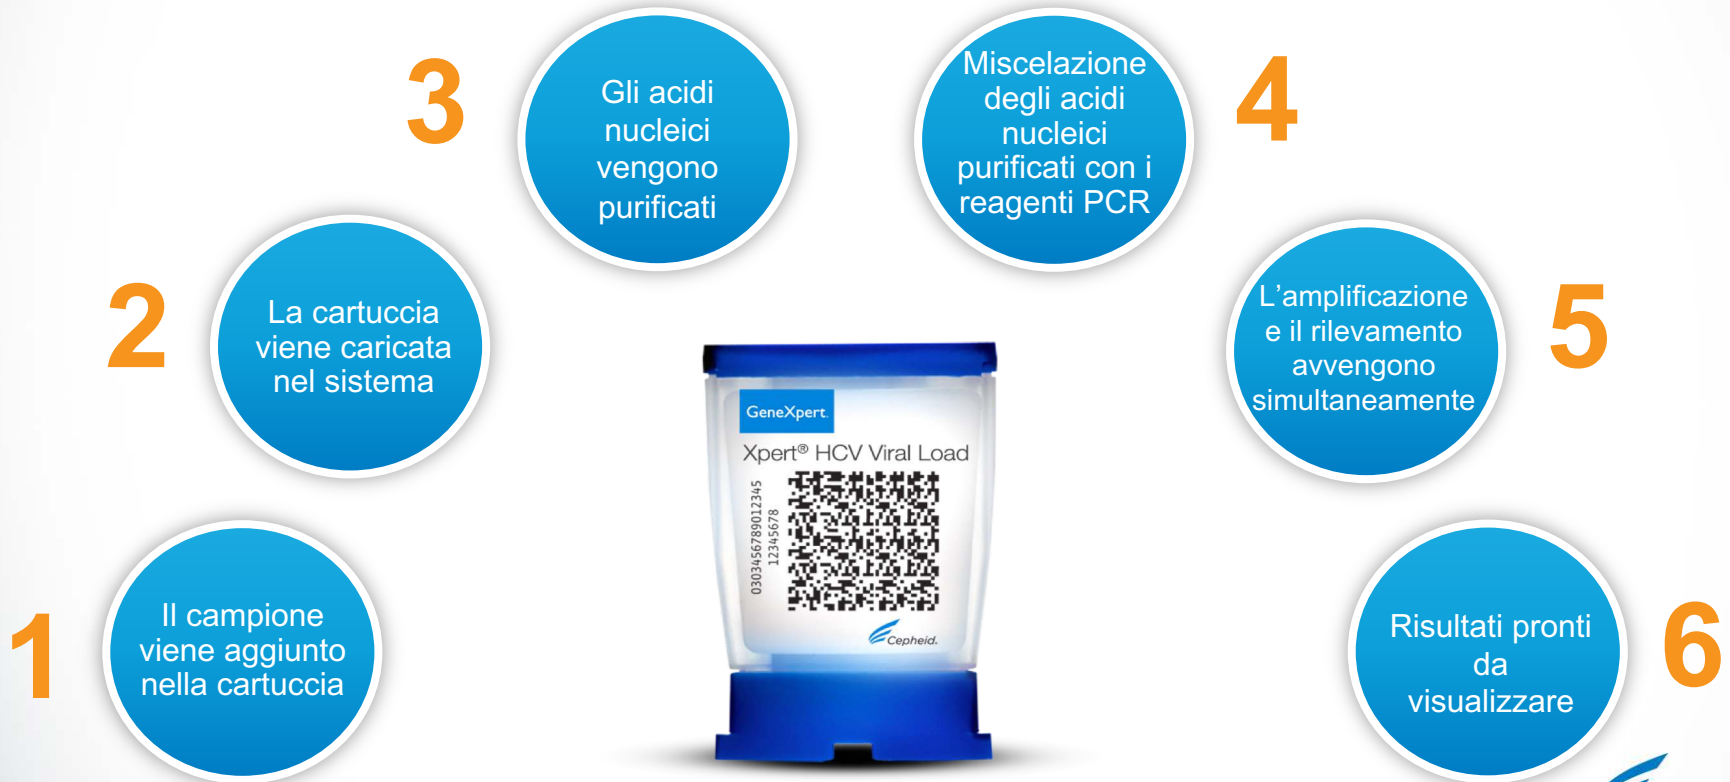 1
Il campione
viene aggiunto
nella cartuccia
2
La cartuccia
viene caricata
nel sistema
3
Gli acidi
nucleici
vengono
purificati
4
Miscelazione
degli acidi
nucleici
purificati con i
reagenti PCR
5
L’amplificazione
e il rilevamento
avvengono
simultaneamente
6
Risultati pronti
da
visualizzare
GeneXpert.
Xpert® HCV Viral Load
0303456789012345
12345678
Cepheid.